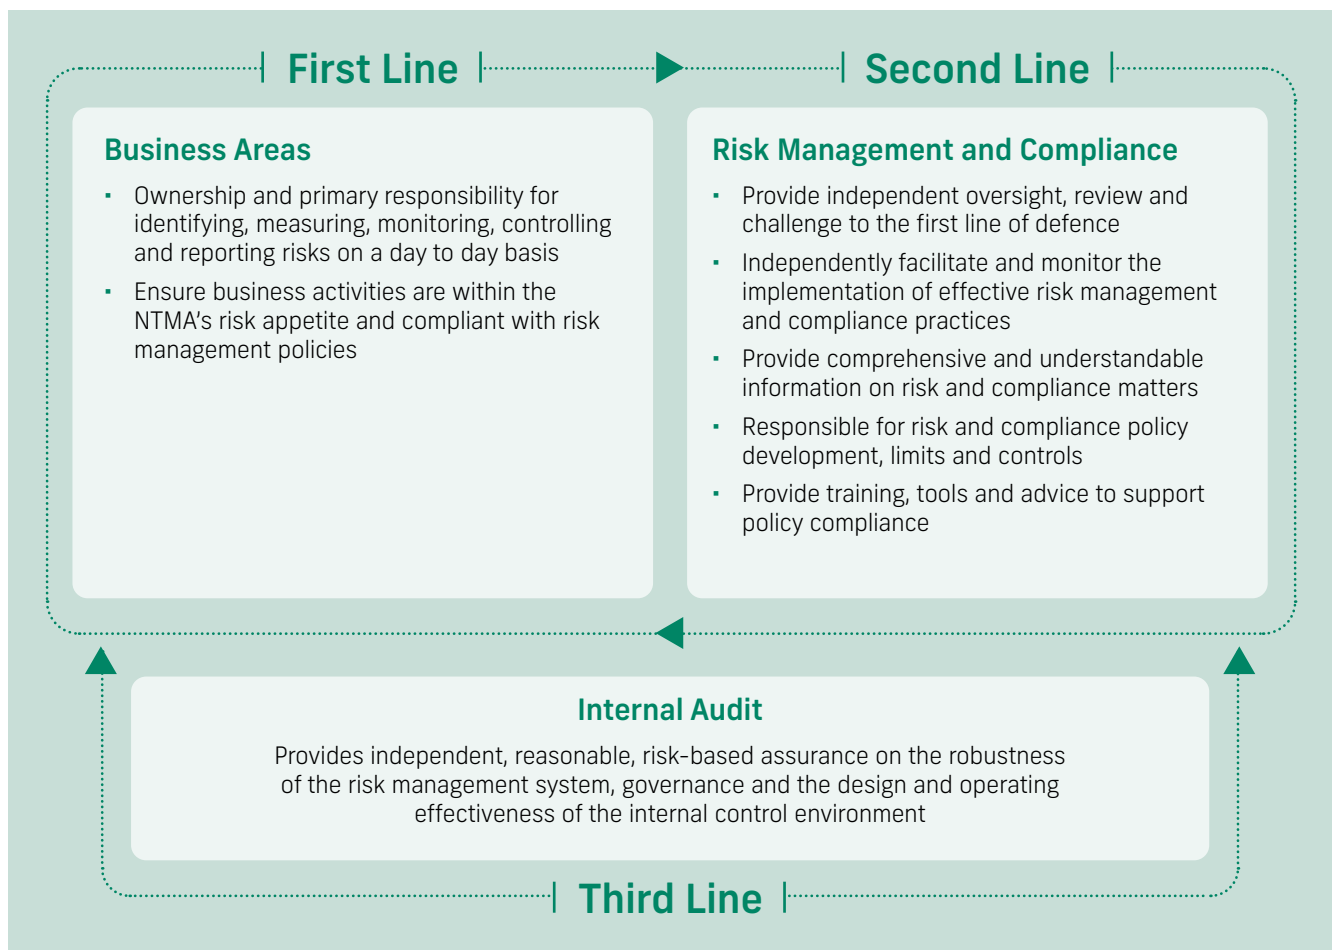 First Line
Second Line
Business Areas
▪ Ownership and primary responsibility for
identifying, measuring, monitoring, controlling
and reporting risks on a day to day basis
▪ Ensure business activities are within the
NTMA’s risk appetite and compliant with risk
management policies
Risk Management and Compliance
▪ Provide independent oversight, review and
challenge to the first line of defence
▪ Independently facilitate and monitor the
implementation of effective risk management
and compliance practices
▪ Provide comprehensive and understandable
information on risk and compliance matters
▪ Responsible for risk and compliance policy
development, limits and controls
▪ Provide training, tools and advice to support
policy compliance
Internal Audit
Provides independent, reasonable, risk-based assurance on the robustness
of the risk management system, governance and the design and operating
effectiveness of the internal control environment
Third Line